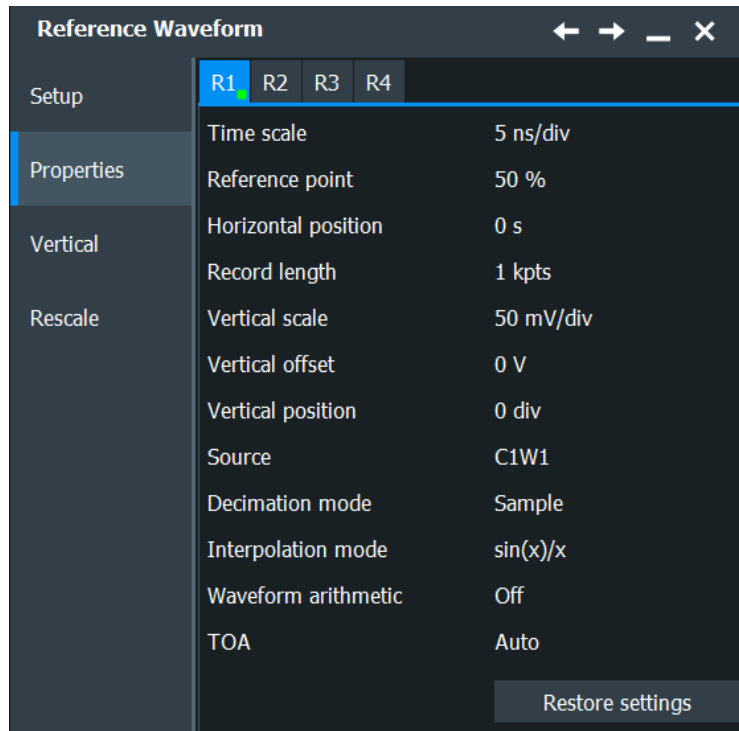 Reference Waveform
Setup
Properties
Vertical
Rescale
R1 R2 R3 R4
Time scale 5 ns/div
Reference point 50 %
Horizontal position 0 s
Record length 1 kpts
Vertical scale 50 mV/div
Vertical offset 0 V
Vertical position 0 div
Source C1W1
Decimation mode Sample
Interpolation mode sin(x)/x
Waveform arithmetic Off
TOA Auto
Restore settings